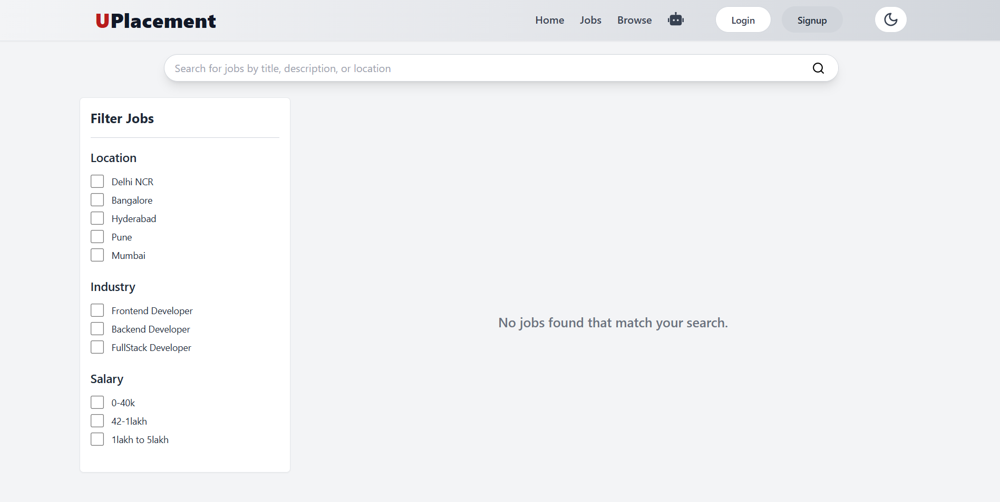 UPlacement
Home Jobs Browse Login Signup
Search for jobs by title, description, or location
Filter Jobs
Location
Delhi NCR
Bangalore
Hyderabad
Pune
Mumbai
Industry
Frontend Developer
Backend Developer
FullStack Developer
Salary
0-40k
42-1lakh
1lakh to 5lakh
No jobs found that match your search.